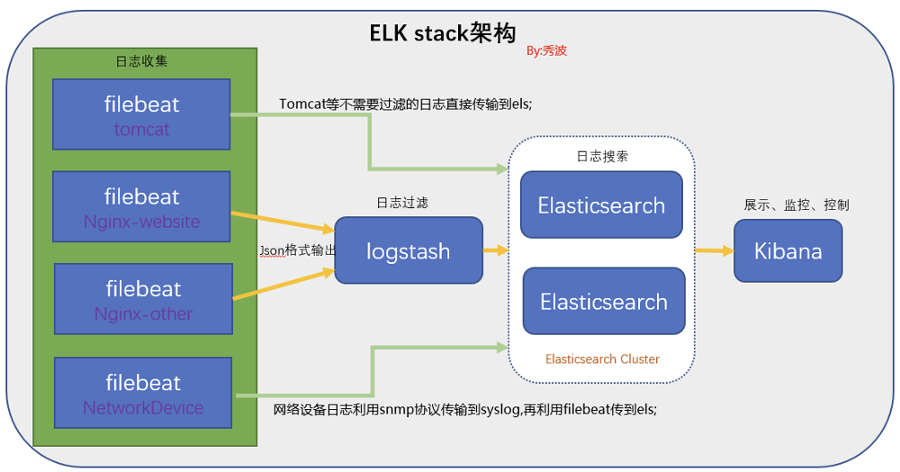 ELK stack架构
By:秀波
日志收集
filebeat
tomcat
Tomcat等不需要过滤的日志直接传输到els;
filebeat
Nginx-website
Json格式输出
filebeat
Nginx-other
filebeat
NetworkDevice
网络设备日志利用snmp协议传输到syslog,再利用filebeat传到els;
日志过滤
logstash
日志搜索
Elasticsearch
Elasticsearch
Elasticsearch Cluster
展示、监控、控制
Kibana